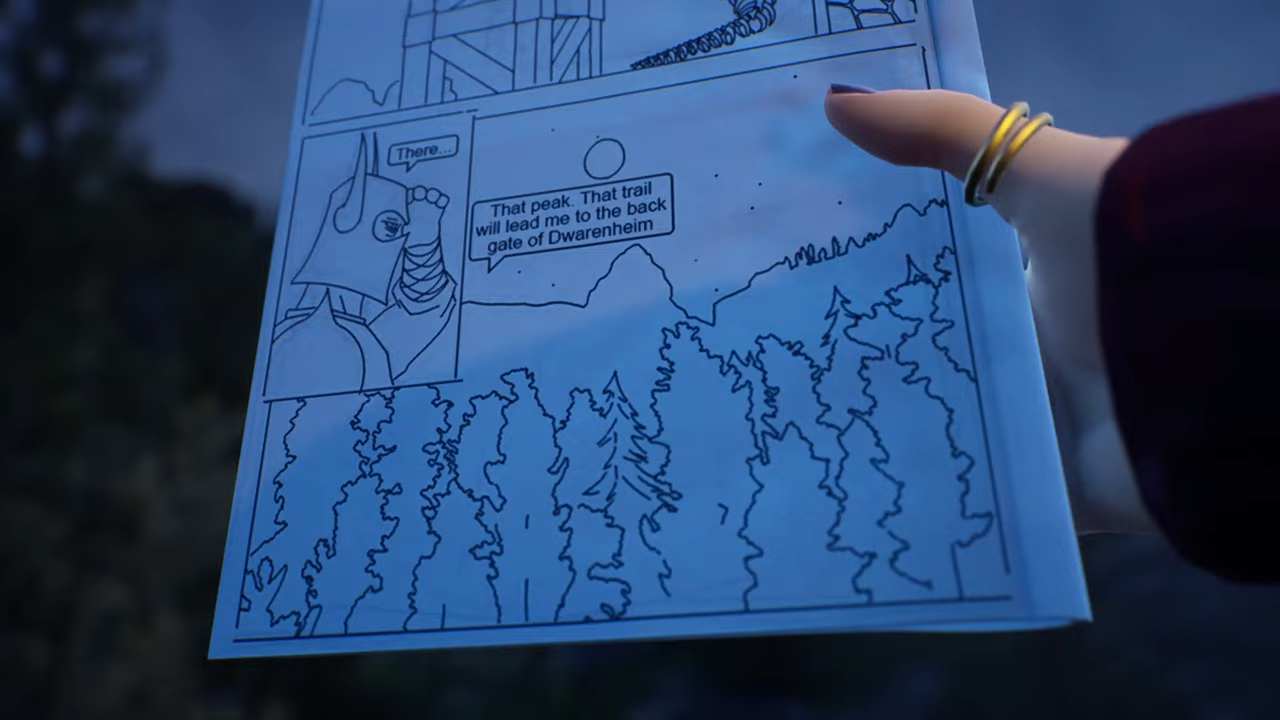 There...
That peak. That trail
will lead me to the back
gate of Dwarenheim